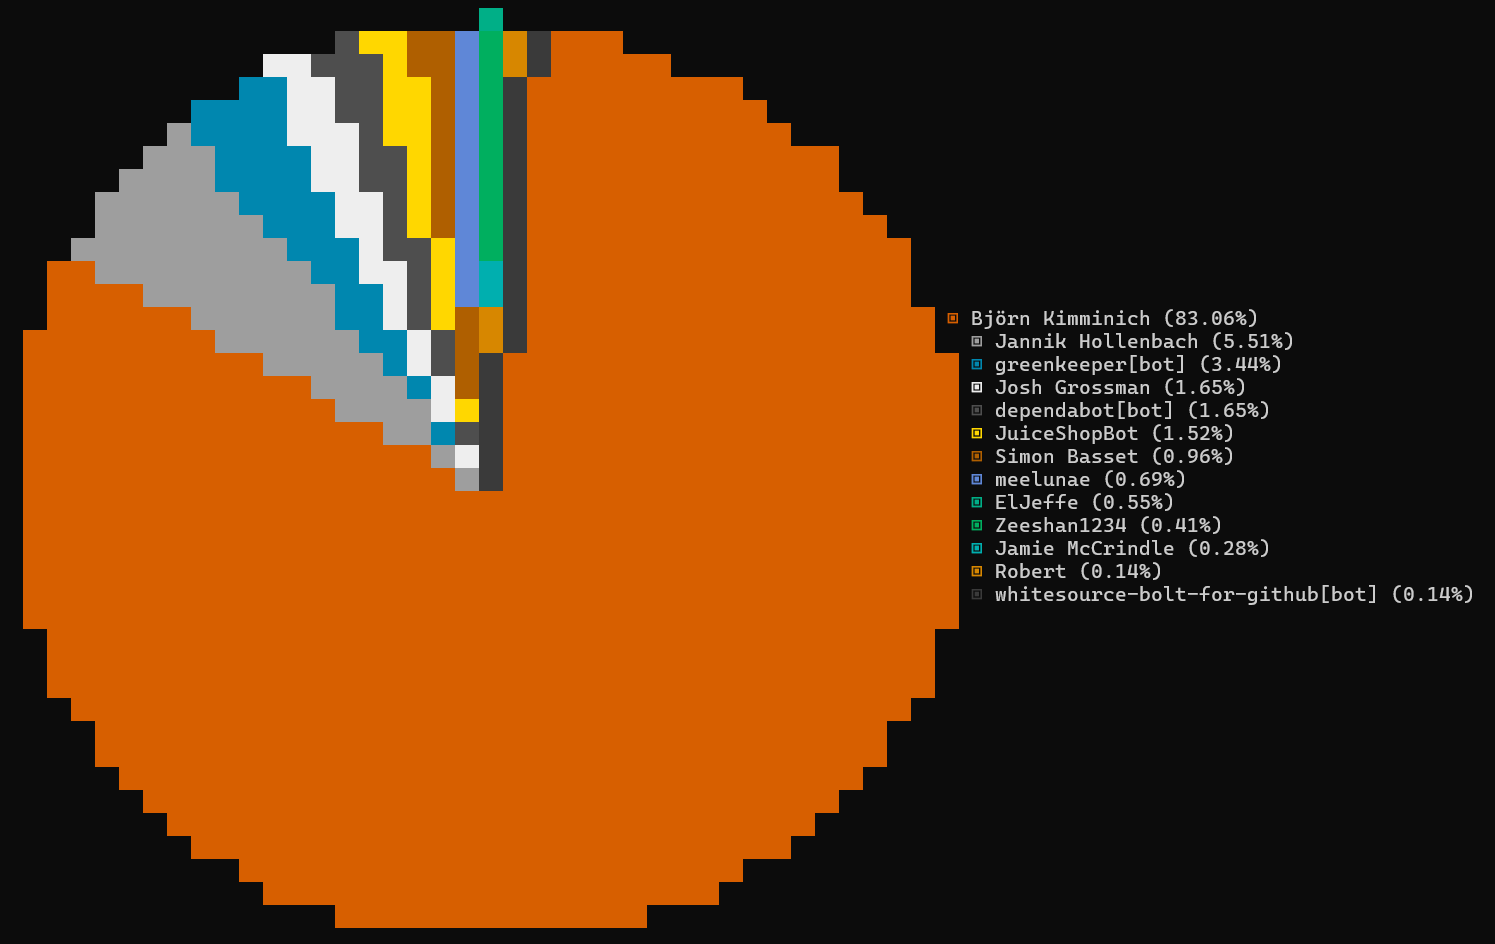 Björn Kimminich (83.06%)
Jannik Hollenbach (5.51%)
greenkeeper[bot] (3.44%)
Josh Grossman (1.65%)
dependabot[bot] (1.65%)
JuiceShopBot (1.52%)
Simon Basset (0.96%)
meelunae (0.69%)
ElJeffe (0.55%)
Zeeshan1234 (0.41%)
Jamie McCrindle (0.28%)
Robert (0.14%)
whitesource-bolt-for-github[bot] (0.14%)